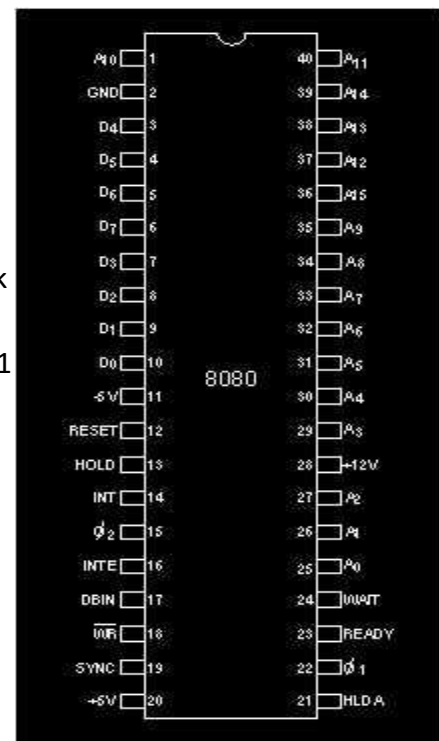 A10 1 40 A11
GND 2 39 A14
D4 3 38 A13
D5 4 37 A12
D6 5 36 A15
D7 6 35 A9
D3 7 34 A8
k
D2 8 33 A7
D1 9 32 A6
1
D0 10 31 A5
8080
-5V 11 30 A4
RESET 12 29 A3
HOLD 13 28 +12V
INT 14 27 A2
ϕ2 15 26 A1
INTE 16 25 A0
DBIN 17 24 WAIT
W̅R̅ 18 23 READY
SYNC 19 22 ϕ1
+5V 20 21 HLDA